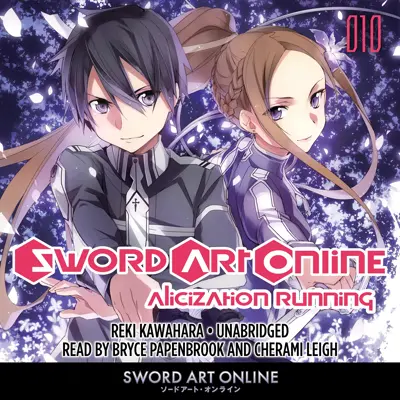 010
SWORD ART ONLINE
ALICIZATION RUNNING
REKI KAWAHARA • UNABRIDGED
READ BY BRYCE PAPENBROOK AND CHERAMI LEIGH
SWORD ART ONLINE
ソードアート・オンライン